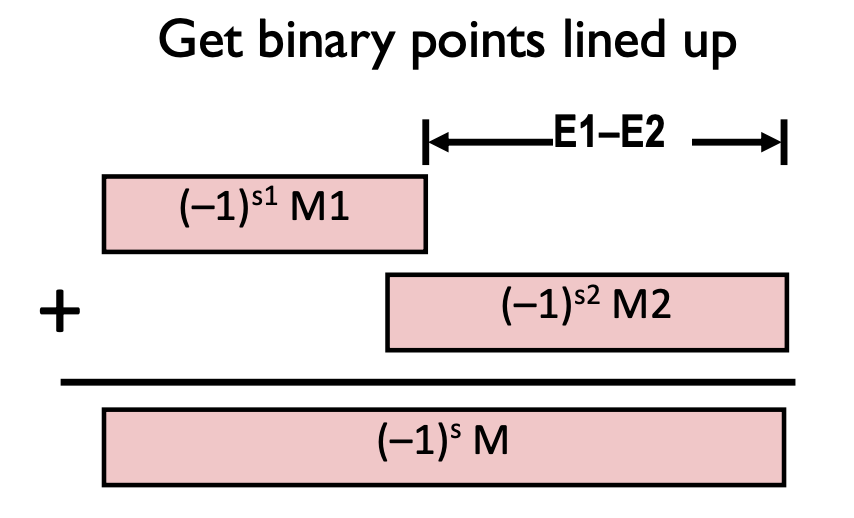 Get binary points lined up
E1–E2
(–1)ˢ¹ M1
+
(–1)ˢ² M2
(–1)ˢ M